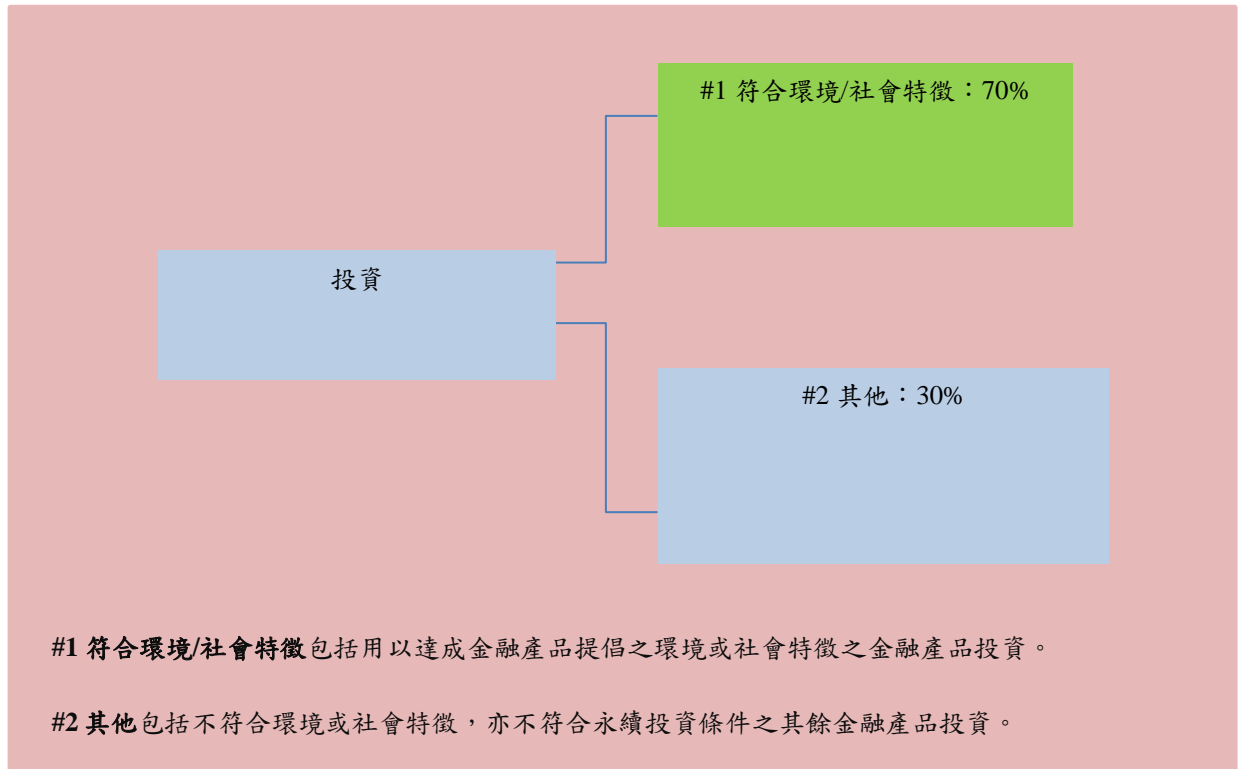 #1 符合環境/社會特徵：70%
投資
#2 其他：30%
#1 符合環境/社會特徵包括用以達成金融產品提倡之環境或社會特徵之金融產品投資。
#2 其他包括不符合環境或社會特徵，亦不符合永續投資條件之其餘金融產品投資。